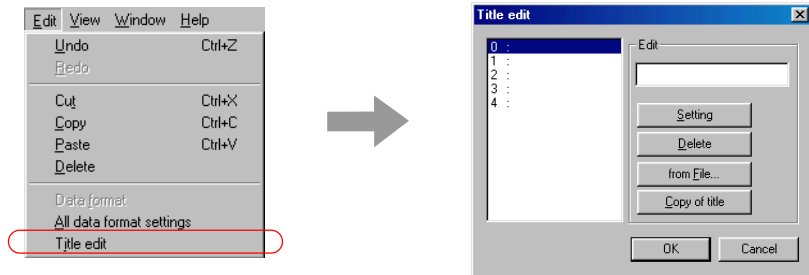 Edit View Window Help
Undo Ctrl+Z
Redo
Cut Ctrl+X
Copy Ctrl+C
Paste Ctrl+V
Delete
Data format
All data format settings
Title edit
Title edit
0 :
1 :
2 :
3 :
4 :
Edit
Setting
Delete
from File...
Copy of title
OK Cancel